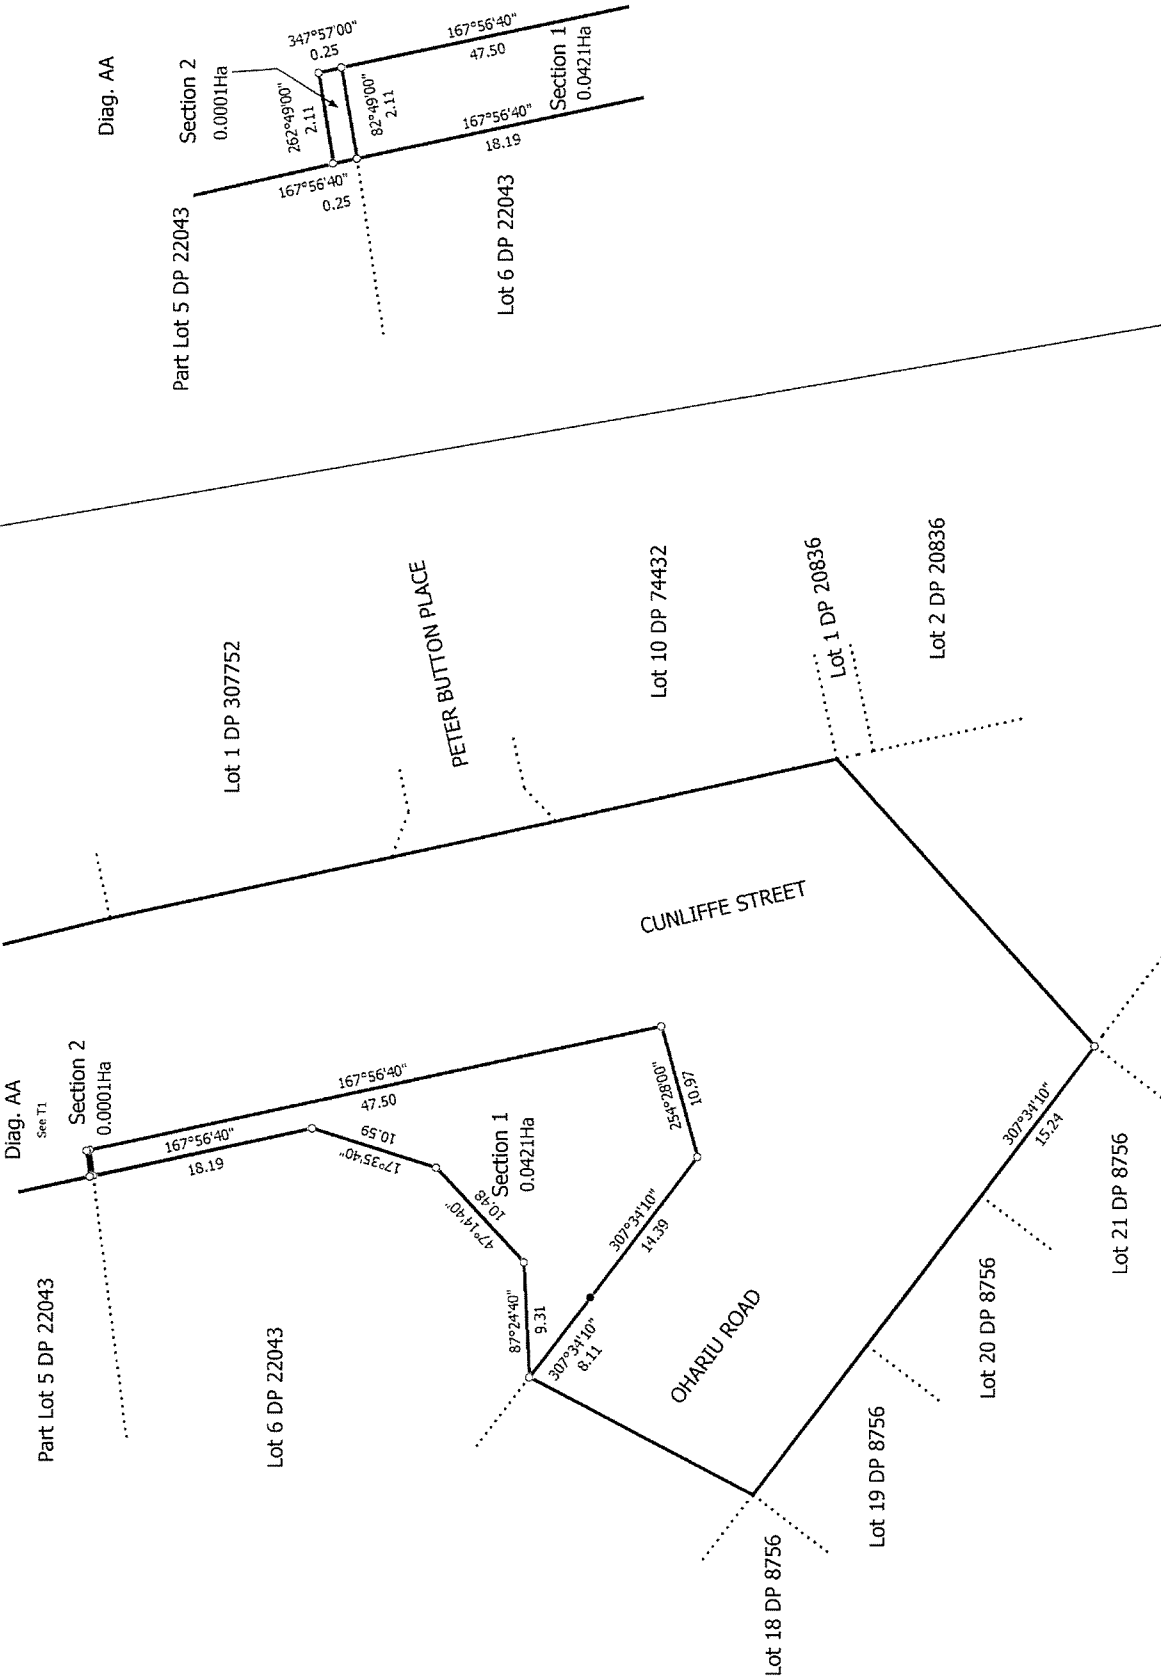 Diag. AA
Section 2
0.0001Ha
347°57'00"
0.25
167°56'40"
47.50
Section 1
0.0421Ha
262°49'00"
2.11
82°49'00"
2.11
167°56'40"
18.19
167°56'40"
0.25
Part Lot 5 DP 22043
Lot 6 DP 22043
Lot 1 DP 307752
PETER BUTTON PLACE
Lot 10 DP 74432
Lot 1 DP 20836
Lot 2 DP 20836
CUNLIFFE STREET
Diag. AA
See T1
Section 2
0.0001Ha
167°56'40"
47.50
167°56'40"
18.19
10.59
17°35'40"
10.48
47°14'40"
Section 1
0.0421Ha
254°28'00"
10.97
87°24'40"
9.31
307°34'10"
14.39
307°34'10"
8.11
Part Lot 5 DP 22043
Lot 6 DP 22043
OHARIU ROAD
307°34'10"
15.24
Lot 21 DP 8756
Lot 20 DP 8756
Lot 19 DP 8756
Lot 18 DP 8756